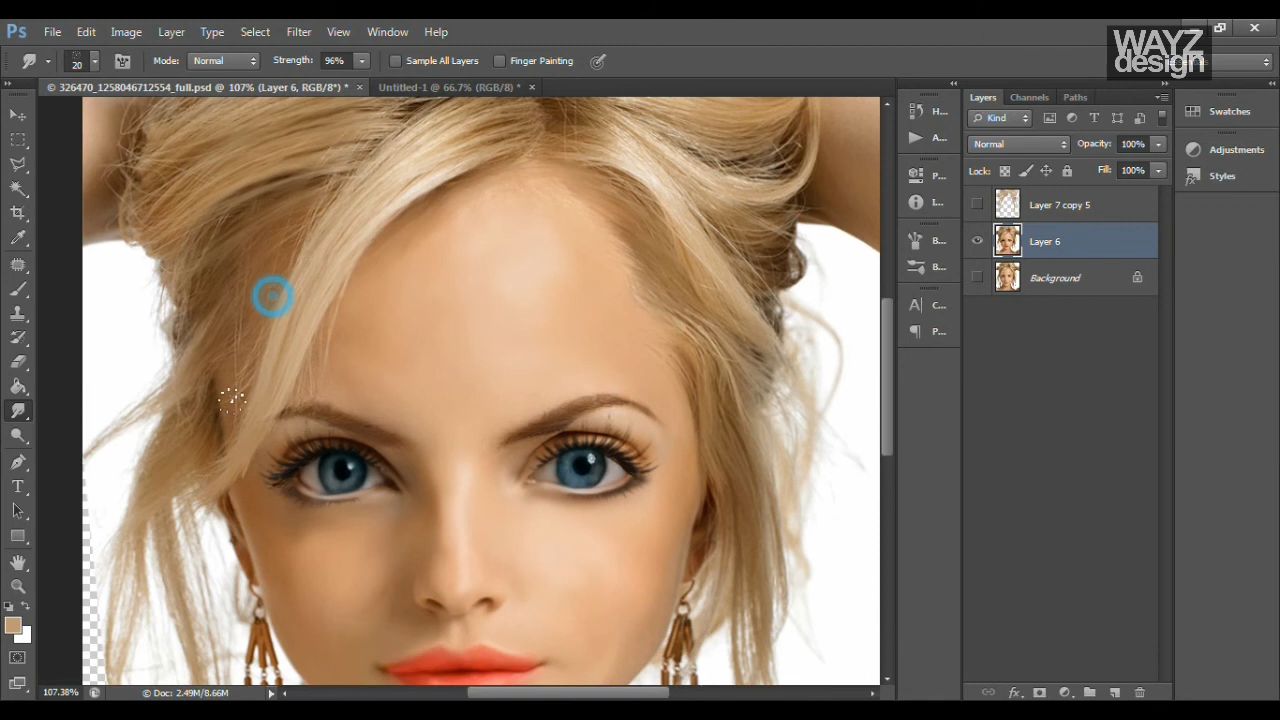 Ps File Edit Image Layer Type Select Filter View Window Help
WAYZ
design
20 Mode: Normal Strength: 96% Sample All Layers Finger Painting
© 326470_1258046712554_full.psd @ 107% (Layer 6, RGB/8*) * × Untitled-1 @ 66.7% (RGB/8) * ×
H...
A...
P...
I...
B...
B...
C...
P...
Layers Channels Paths
Kind
Normal Opacity: 100%
Lock: Fill: 100%
Layer 7 copy 5
Layer 6
Background
Swatches
Adjustments
Styles
107.38% © Doc: 2.49M/8.66M